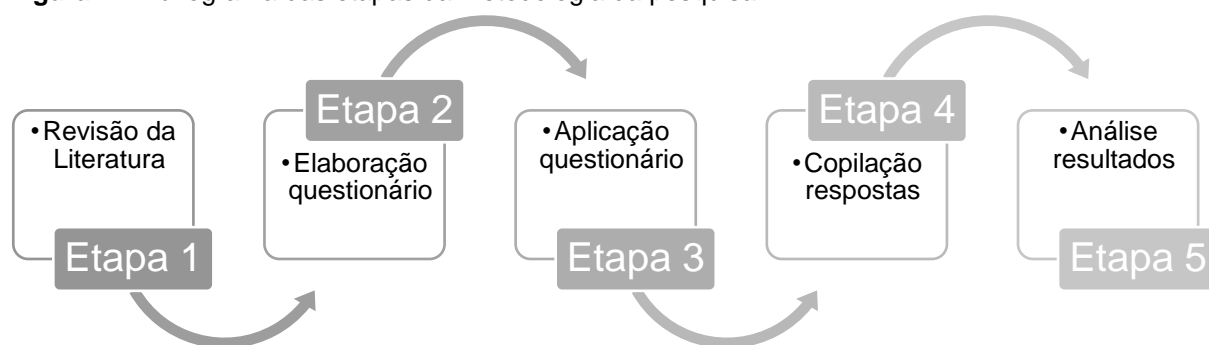 • Revisão da
Literatura
Etapa 1
Etapa 2
• Elaboração
questionário
• Aplicação
questionário
Etapa 3
Etapa 4
• Copilação
respostas
• Análise
resultados
Etapa 5